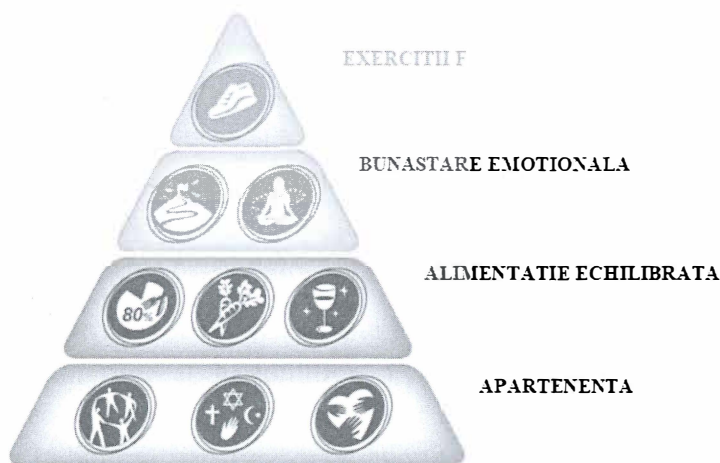 EXERCITII F
BUNASTARE EMOTIONALA
ALIMENTATIE ECHILIBRATA
80%
APARTENENTA